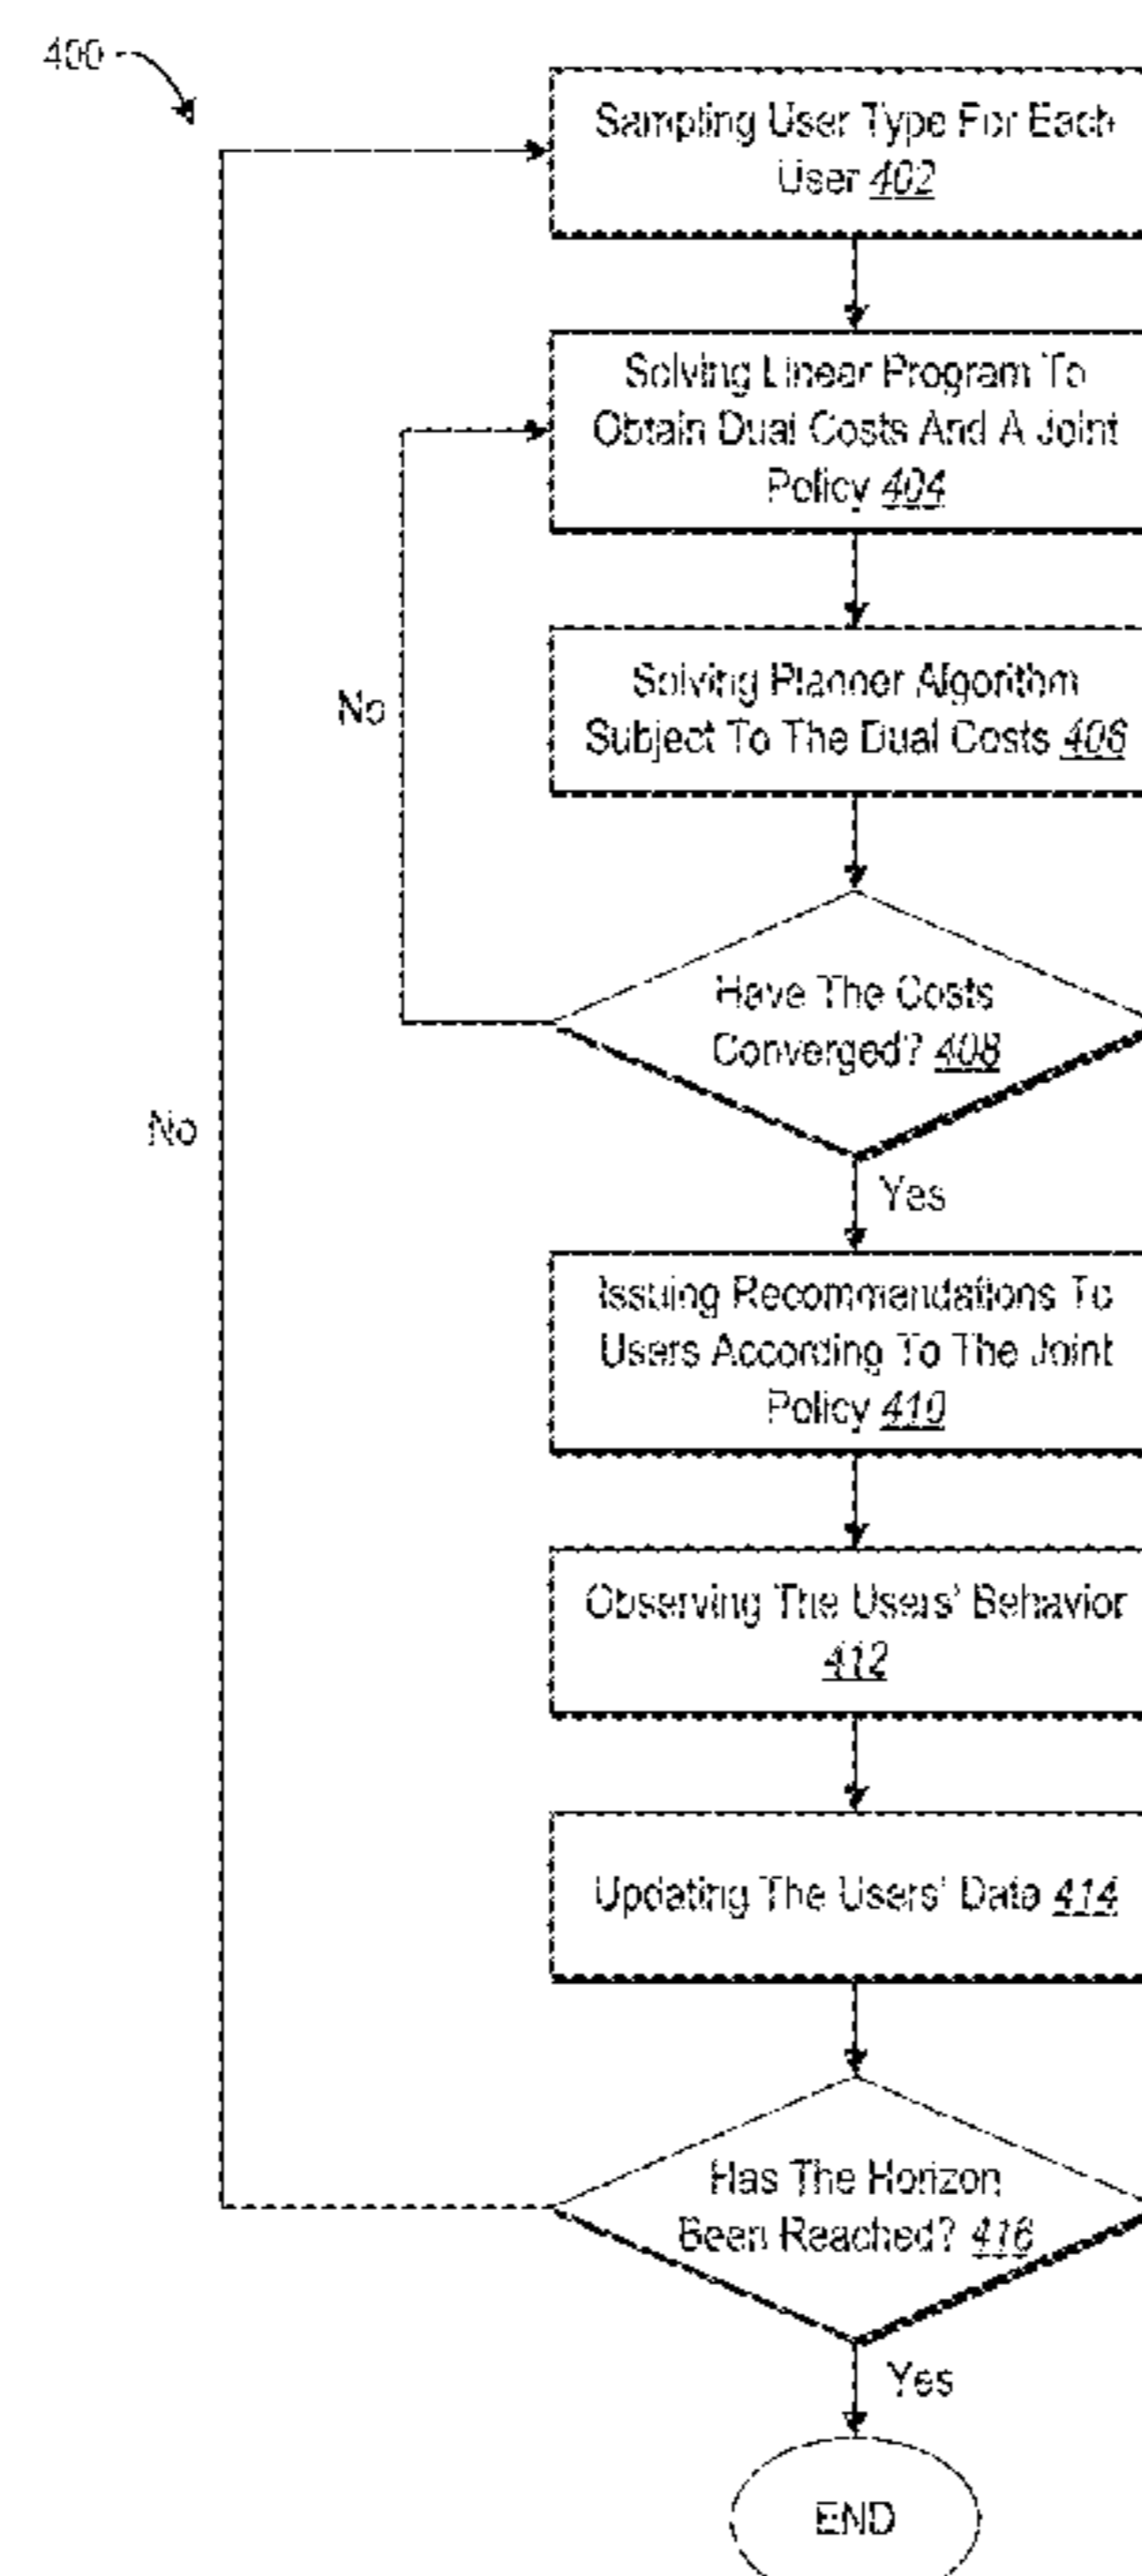 400
Sampling User Type For Each
User 402
Solving Linear Program To
Obtain Dual Costs And A Joint
Policy 404
Solving Planner Algorithm
Subject To The Dual Costs 406
No
Have The Costs
Converged? 408
No
Yes
Issuing Recommendations To
Users According To The Joint
Policy 410
Observing The Users' Behavior
412
Updating The Users' Data 414
Has The Horizon
Been Reached? 416
Yes
END